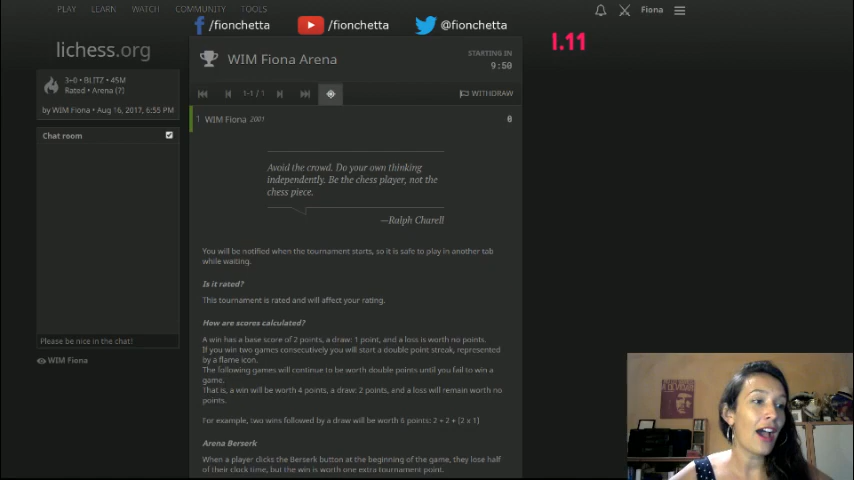 PLAY LEARN WATCH COMMUNITY TOOLS
Fiona
/fionchetta /fionchetta @fionchetta
lichess.org
3+0 • BLITZ • 45M
Rated • Arena (7)
by WIM Fiona • Aug 16, 2017, 6:55 PM
Chat room
Please be nice in the chat!
WIM Fiona
WIM Fiona Arena
STARTING IN
9:50
1-1 / 1
WITHDRAW
1 WIM Fiona 2001 0
Avoid the crowd. Do your own thinking
independently. Be the chess player, not the
chess piece.
—Ralph Charell
You will be notified when the tournament starts, so it is safe to play in another tab
while waiting.
Is it rated?
This tournament is rated and will affect your rating.
How are scores calculated?
A win has a base score of 2 points, a draw: 1 point, and a loss is worth no points.
If you win two games consecutively you will start a double point streak, represented
by a flame icon.
The following games will continue to be worth double points until you fail to win a
game.
That is, a win will be worth 4 points, a draw: 2 points, and a loss will remain worth no
points.
For example, two wins followed by a draw will be worth 6 points: 2 + 2 + (2 x 1)
Arena Berserk
When a player clicks the Berserk button at the beginning of the game, they lose half
of their clock time, but the win is worth one extra tournament point.
1.11